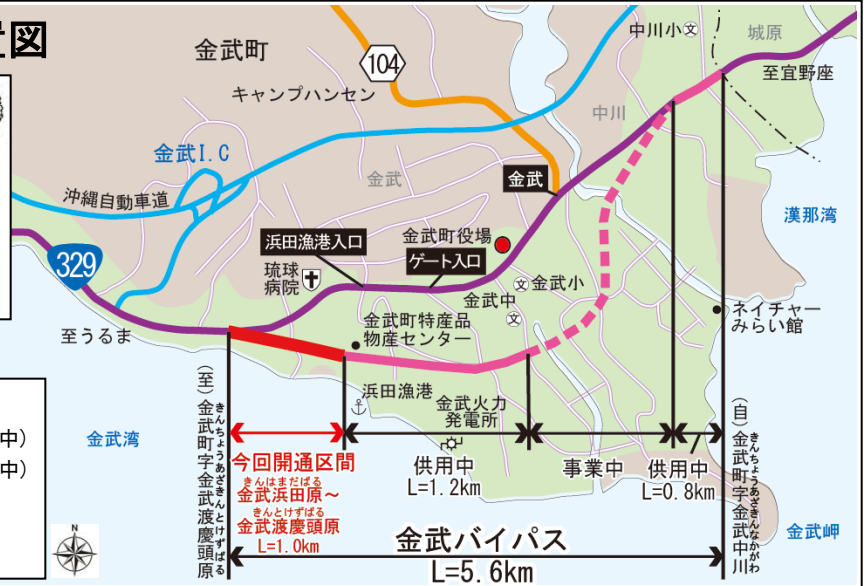 置図
金武町
104
キャンプハンセン
中川小
文
城原
至宜野座
中川
金武I.C
沖縄自動車道
金武
金武
漢那湾
329
浜田漁港入口
金武町役場
ゲート入口
琉球
病院
金武中
文
文
金武小
至うるま
金武町特産品
物産センター
ネイチャー
みらい館
浜田漁港
金武火力
発電所
金武湾
中)
中)
(至)金武町字金武渡慶頭原
きんちょうあざきんとけずばる
今回開通区間
きんはまだばる
金武浜田原～
きんとけずばる
金武渡慶頭原
L=1.0km
供用中
L=1.2km
事業中
供用中
L=0.8km
(自)金武町字金武中川
きんちょうあざきんなかがわ
金武岬
N
金武バイパス
L=5.6km